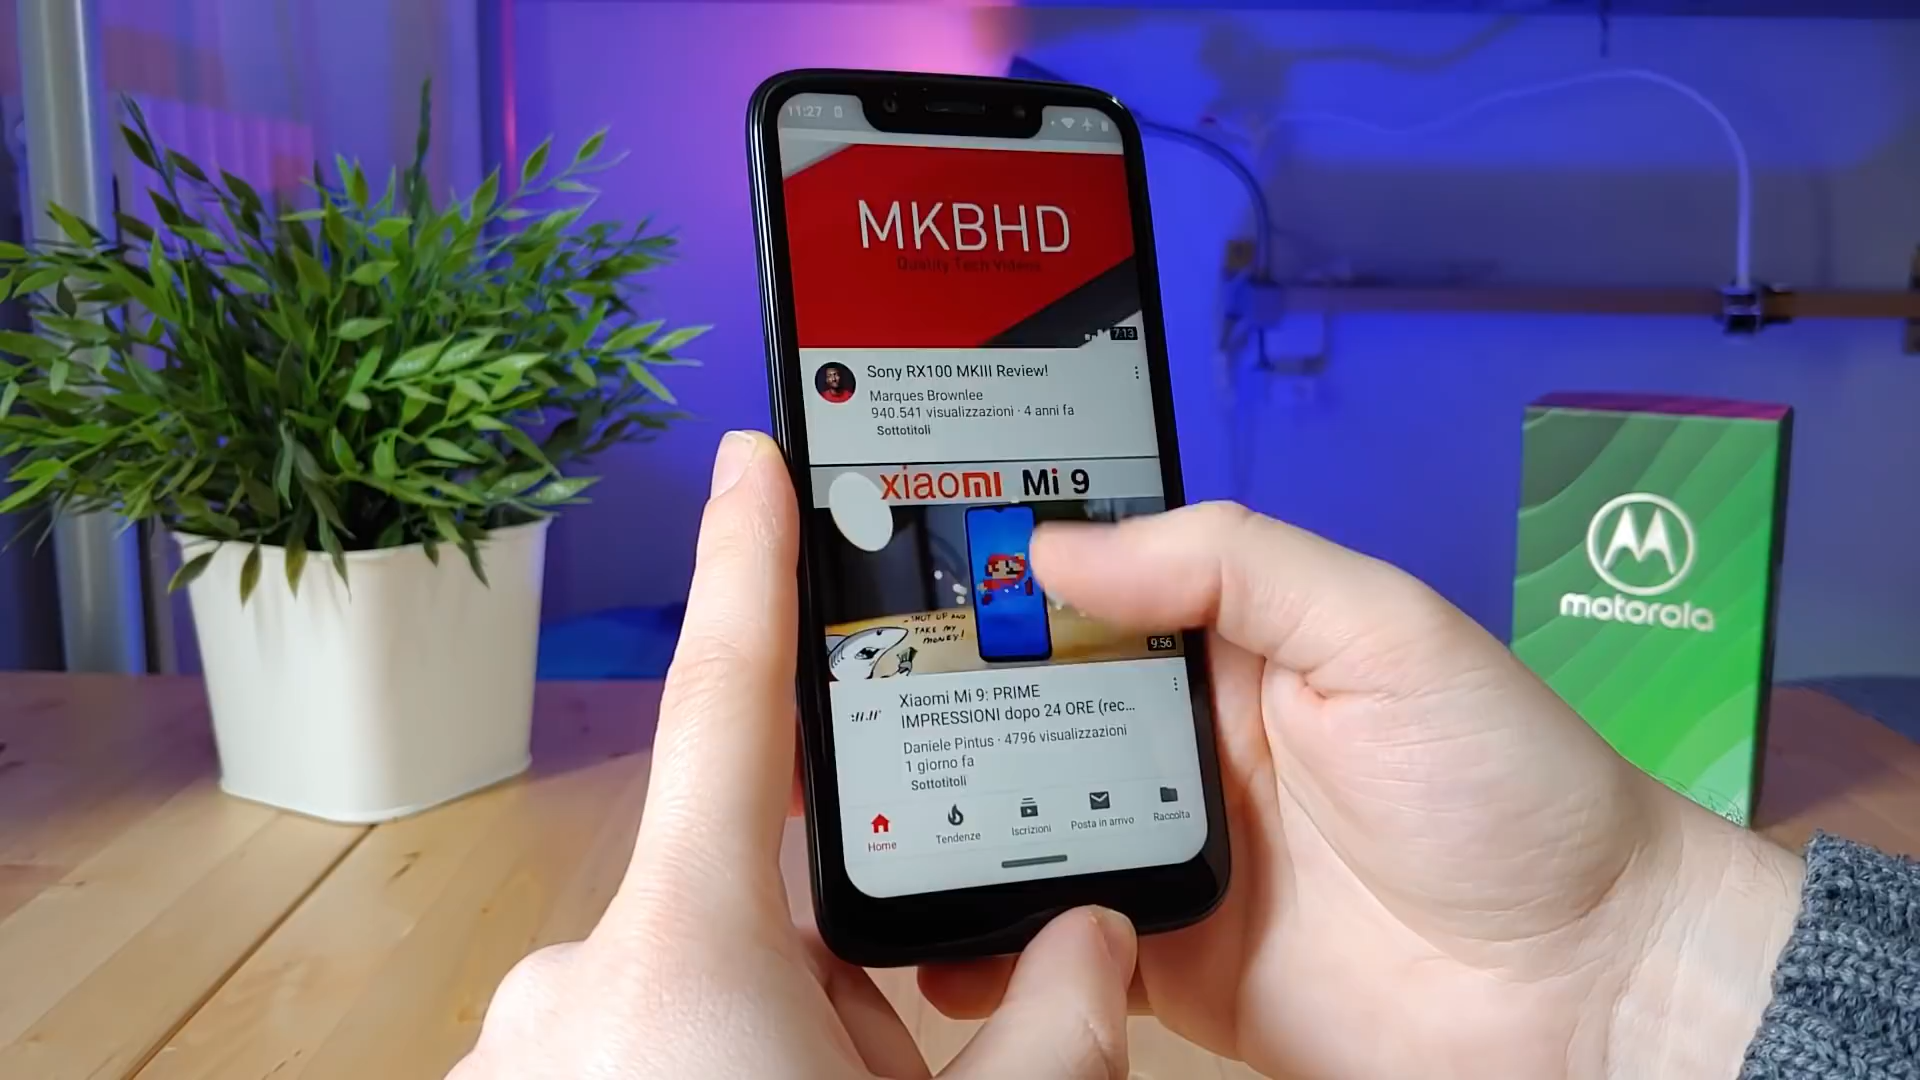 11:27
MKBHD
Quality Tech Videos
7:13
Sony RX100 MKIII Review!
Marques Brownlee
940.541 visualizzazioni · 4 anni fa
Sottotitoli
xiaomi Mi 9
- SHUT UP AND
TAKE MY
MONEY!
9:56
Xiaomi Mi 9: PRIME
IMPRESSIONI dopo 24 ORE (rec...
Daniele Pintus · 4796 visualizzazioni
1 giorno fa
Sottotitoli
Home
Tendenze
Iscrizioni
Posta in arrivo
Raccolta
motorola